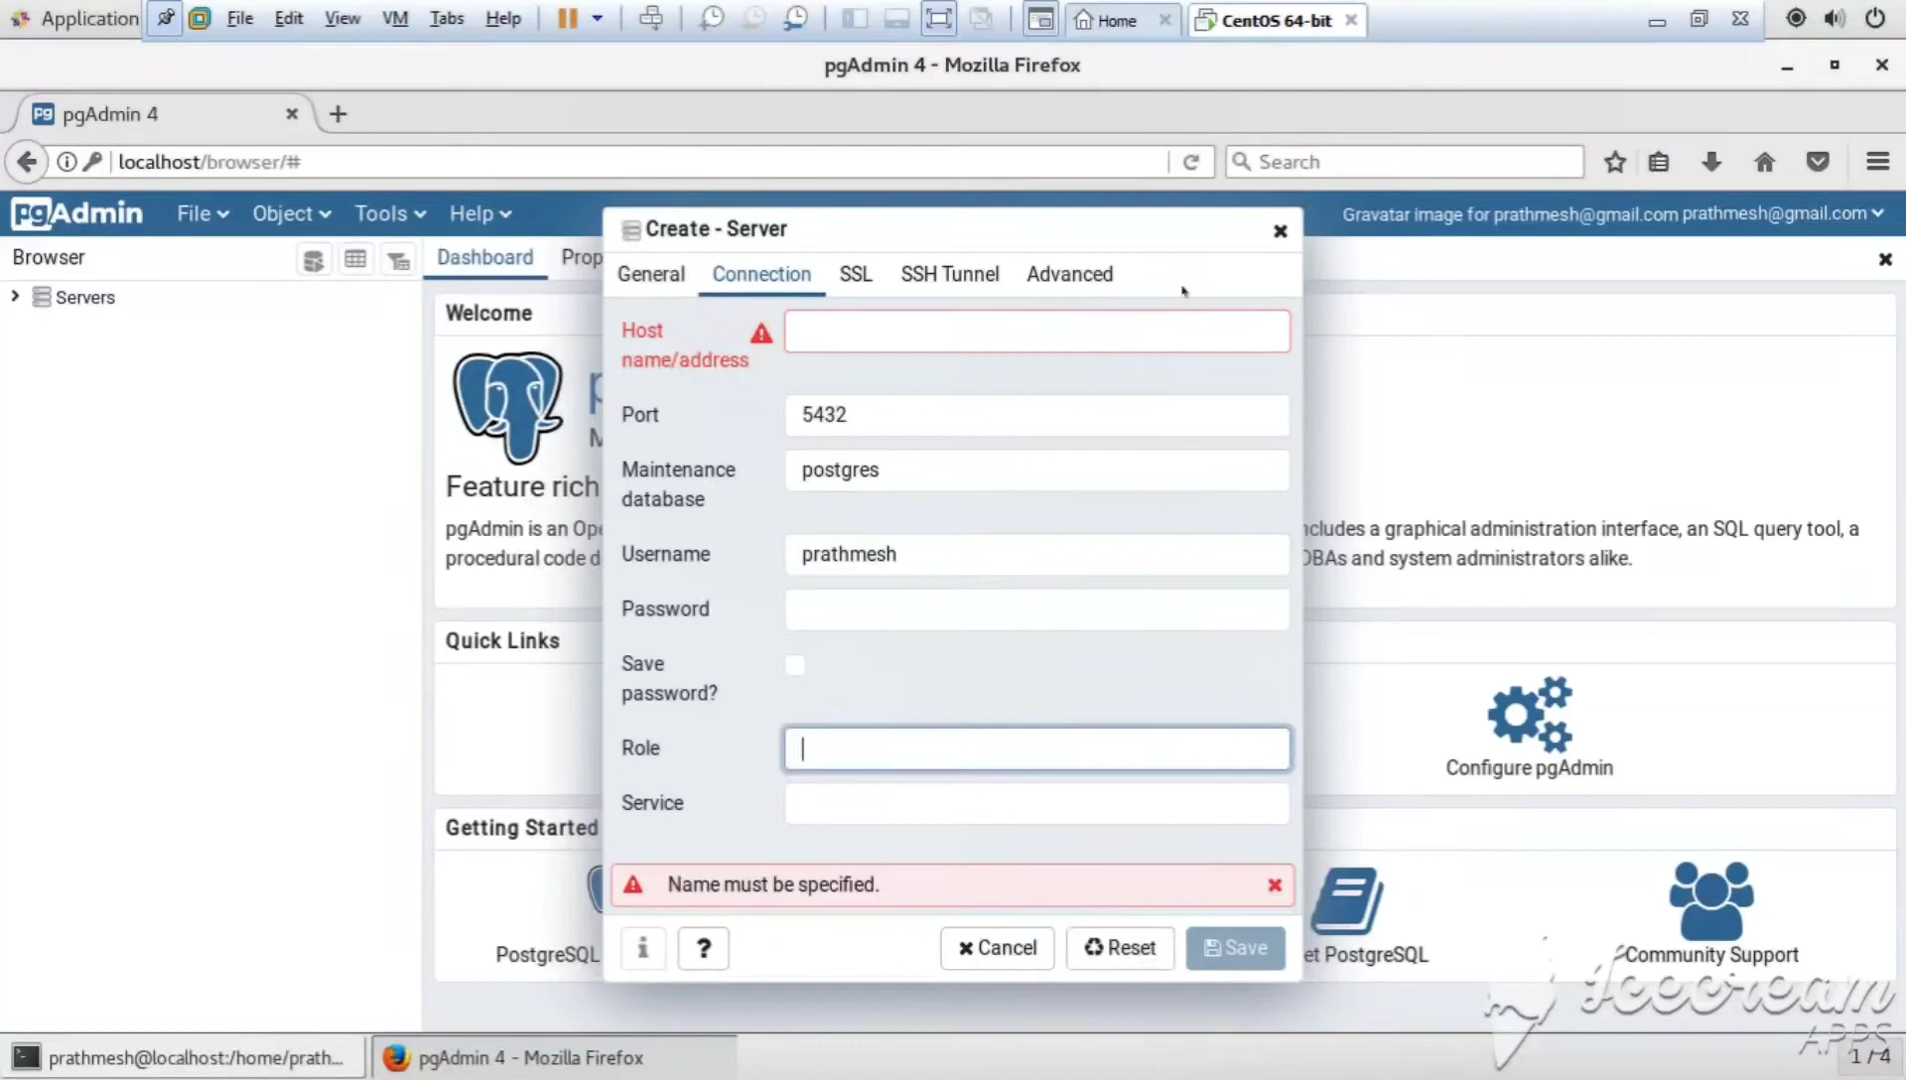 Application File Edit View VM Tabs Help Home CentOS 64-bit
pgAdmin 4 - Mozilla Firefox
pgAdmin 4
localhost/browser/# Search
pgAdmin File Object Tools Help Gravatar image for prathmesh@gmail.com prathmesh@gmail.com
Browser Dashboard Prop
Servers
Create - Server
General Connection SSL SSH Tunnel Advanced
Welcome
Host
name/address
Port 5432
Maintenance
database postgres
Feature rich
pgAdmin is an Ope
procedural code d
ncludes a graphical administration interface, an SQL query tool, a
DBAs and system administrators alike.
Username prathmesh
Password
Quick Links
Save
password?
Role
Configure pgAdmin
Service
Getting Started
Name must be specified.
PostgreSQL
et PostgreSQL
Community Support
i ? Cancel Reset Save
Icecream
APPS
prathmesh@localhost:/home/prath... pgAdmin 4 - Mozilla Firefox 1 / 4